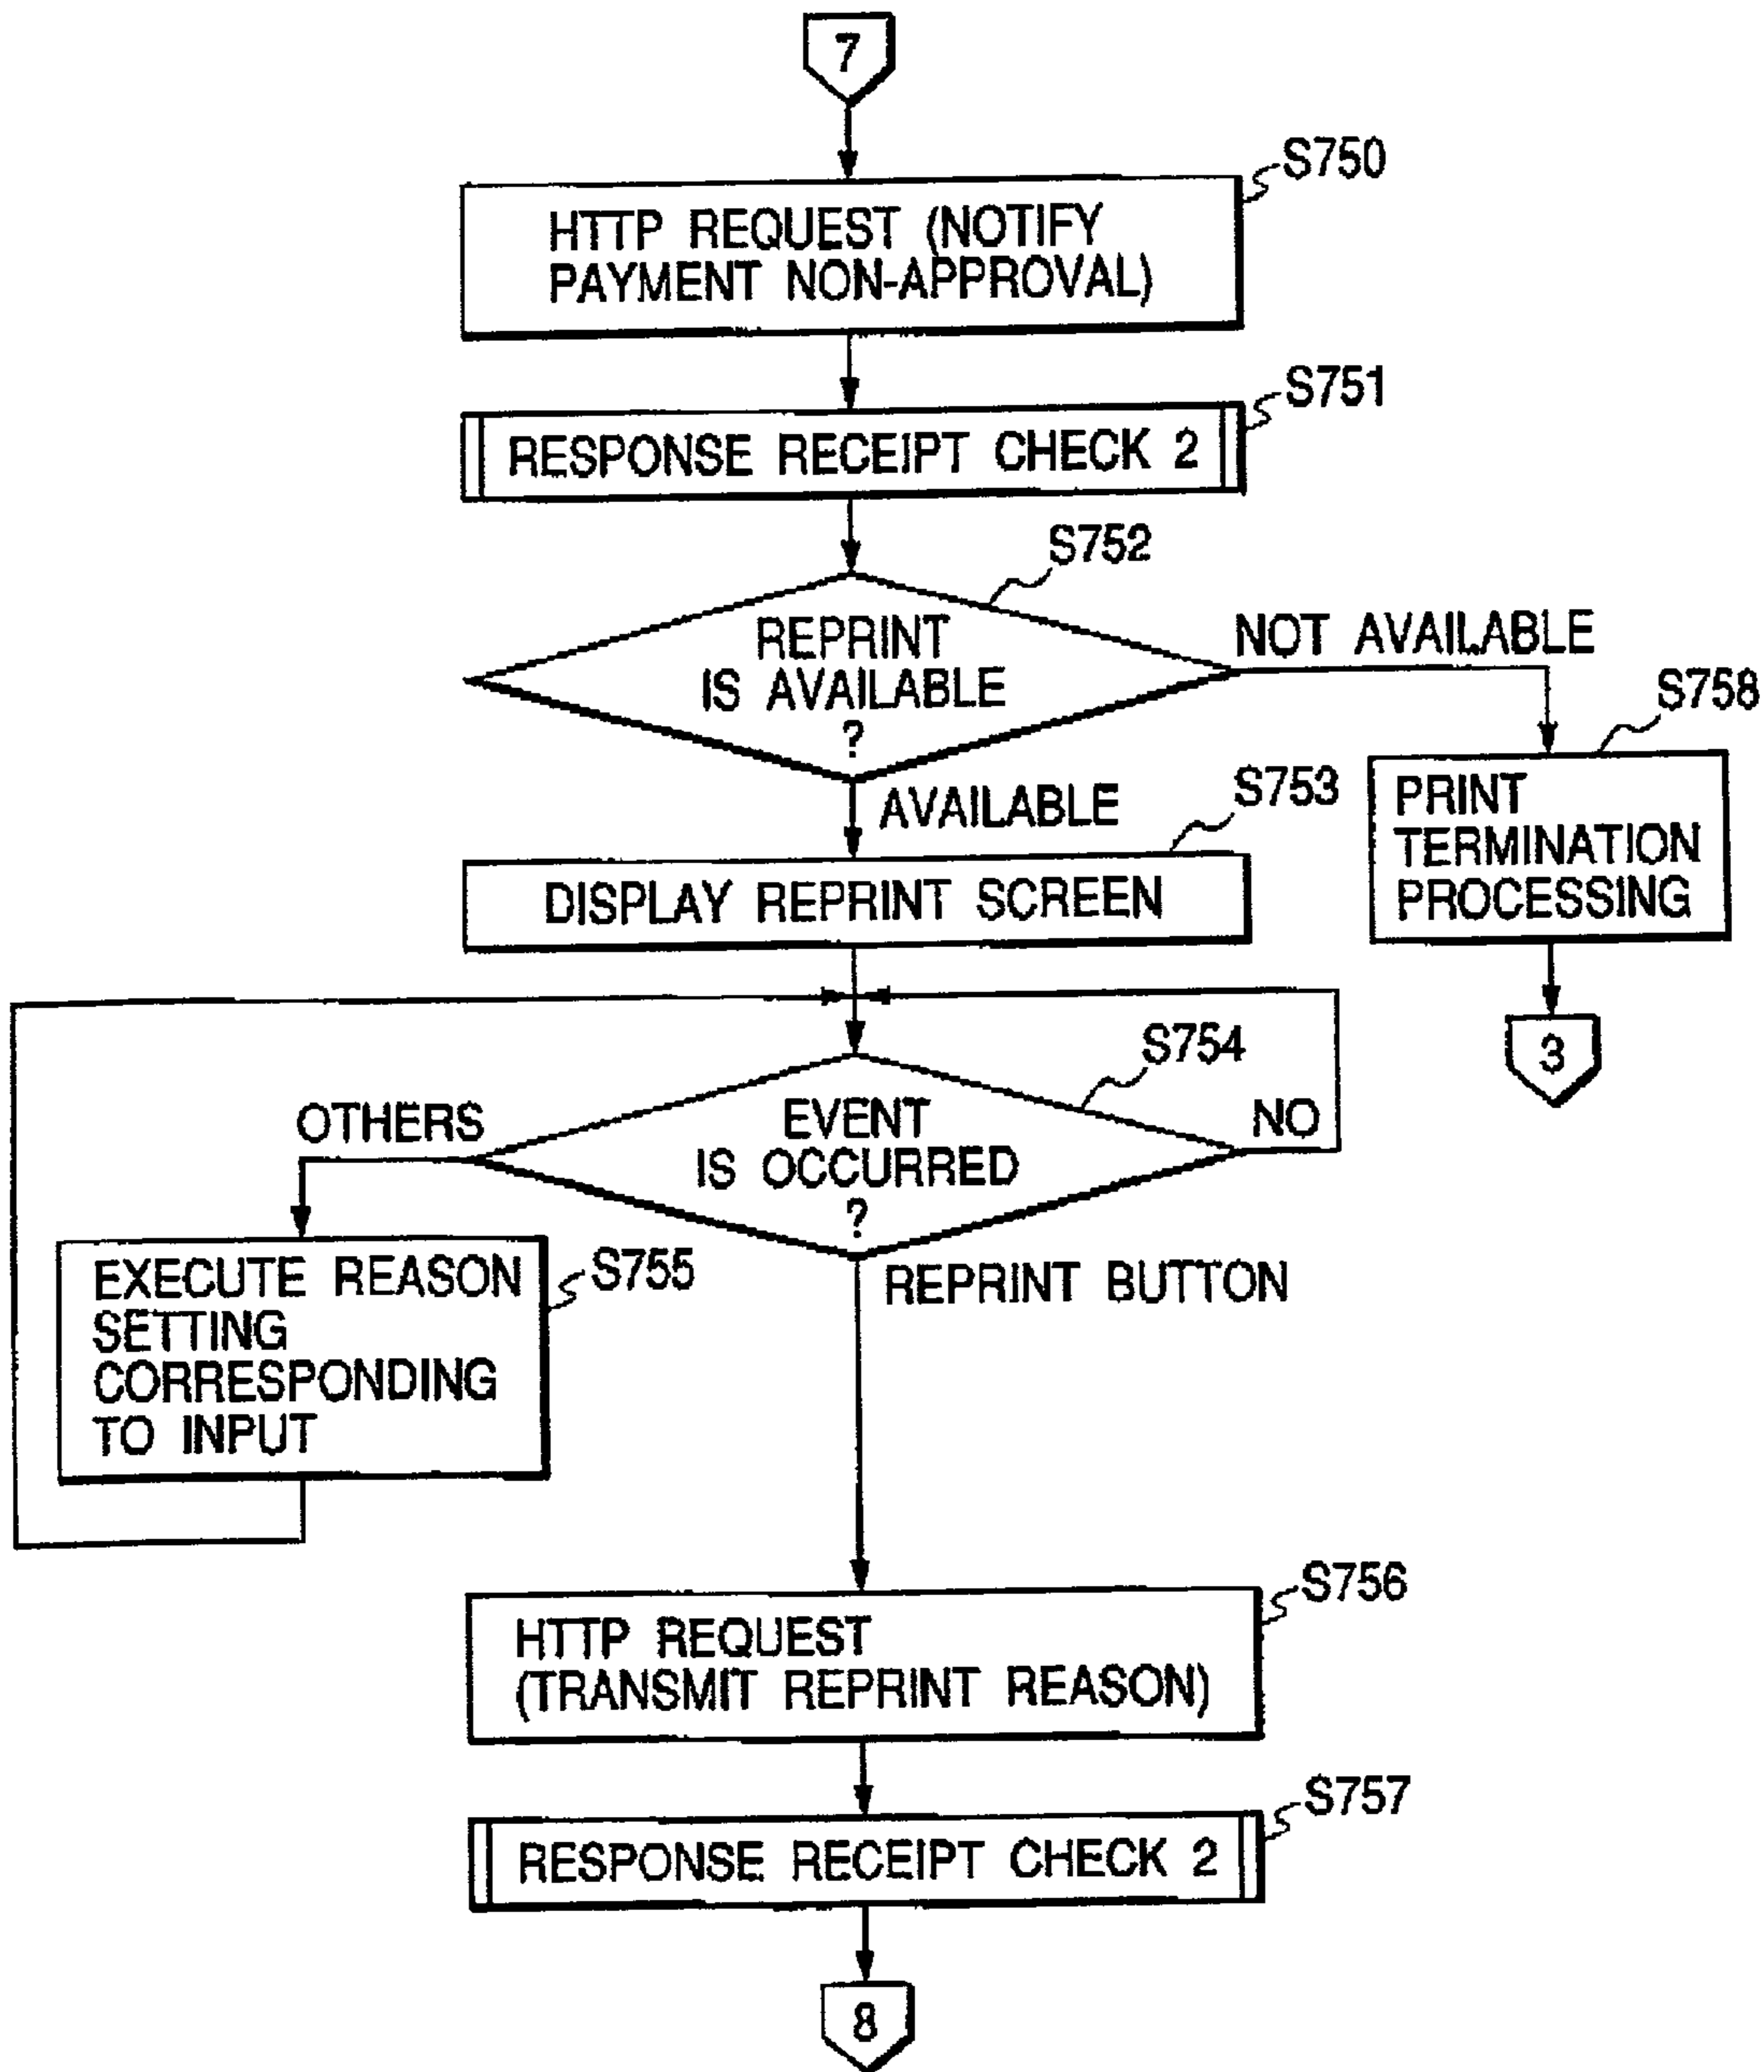 7
S750
HTTP REQUEST (NOTIFY
PAYMENT NON-APPROVAL)
S751
RESPONSE RECEIPT CHECK 2
S752
REPRINT
IS AVAILABLE
?
NOT AVAILABLE
S758
PRINT
TERMINATION
PROCESSING
3
AVAILABLE
S753
DISPLAY REPRINT SCREEN
S754
EVENT
IS OCCURRED
?
NO
OTHERS
S755
EXECUTE REASON
SETTING
CORRESPONDING
TO INPUT
REPRINT BUTTON
S756
HTTP REQUEST
(TRANSMIT REPRINT REASON)
S757
RESPONSE RECEIPT CHECK 2
8